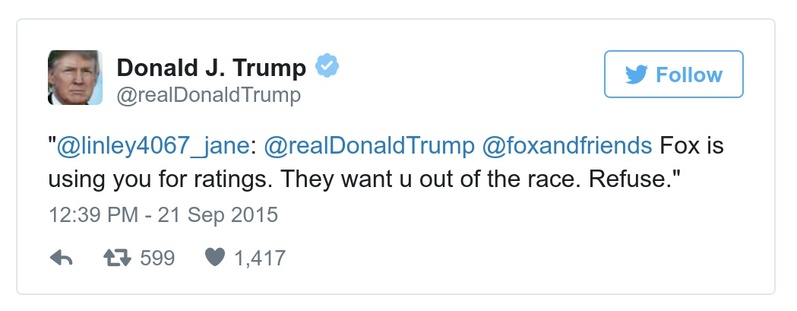 Donald J. Trump
@realDonaldTrump
Follow
"@linley4067_jane: @realDonaldTrump @foxandfriends Fox is
using you for ratings. They want u out of the race. Refuse."
12:39 PM - 21 Sep 2015
599 1,417